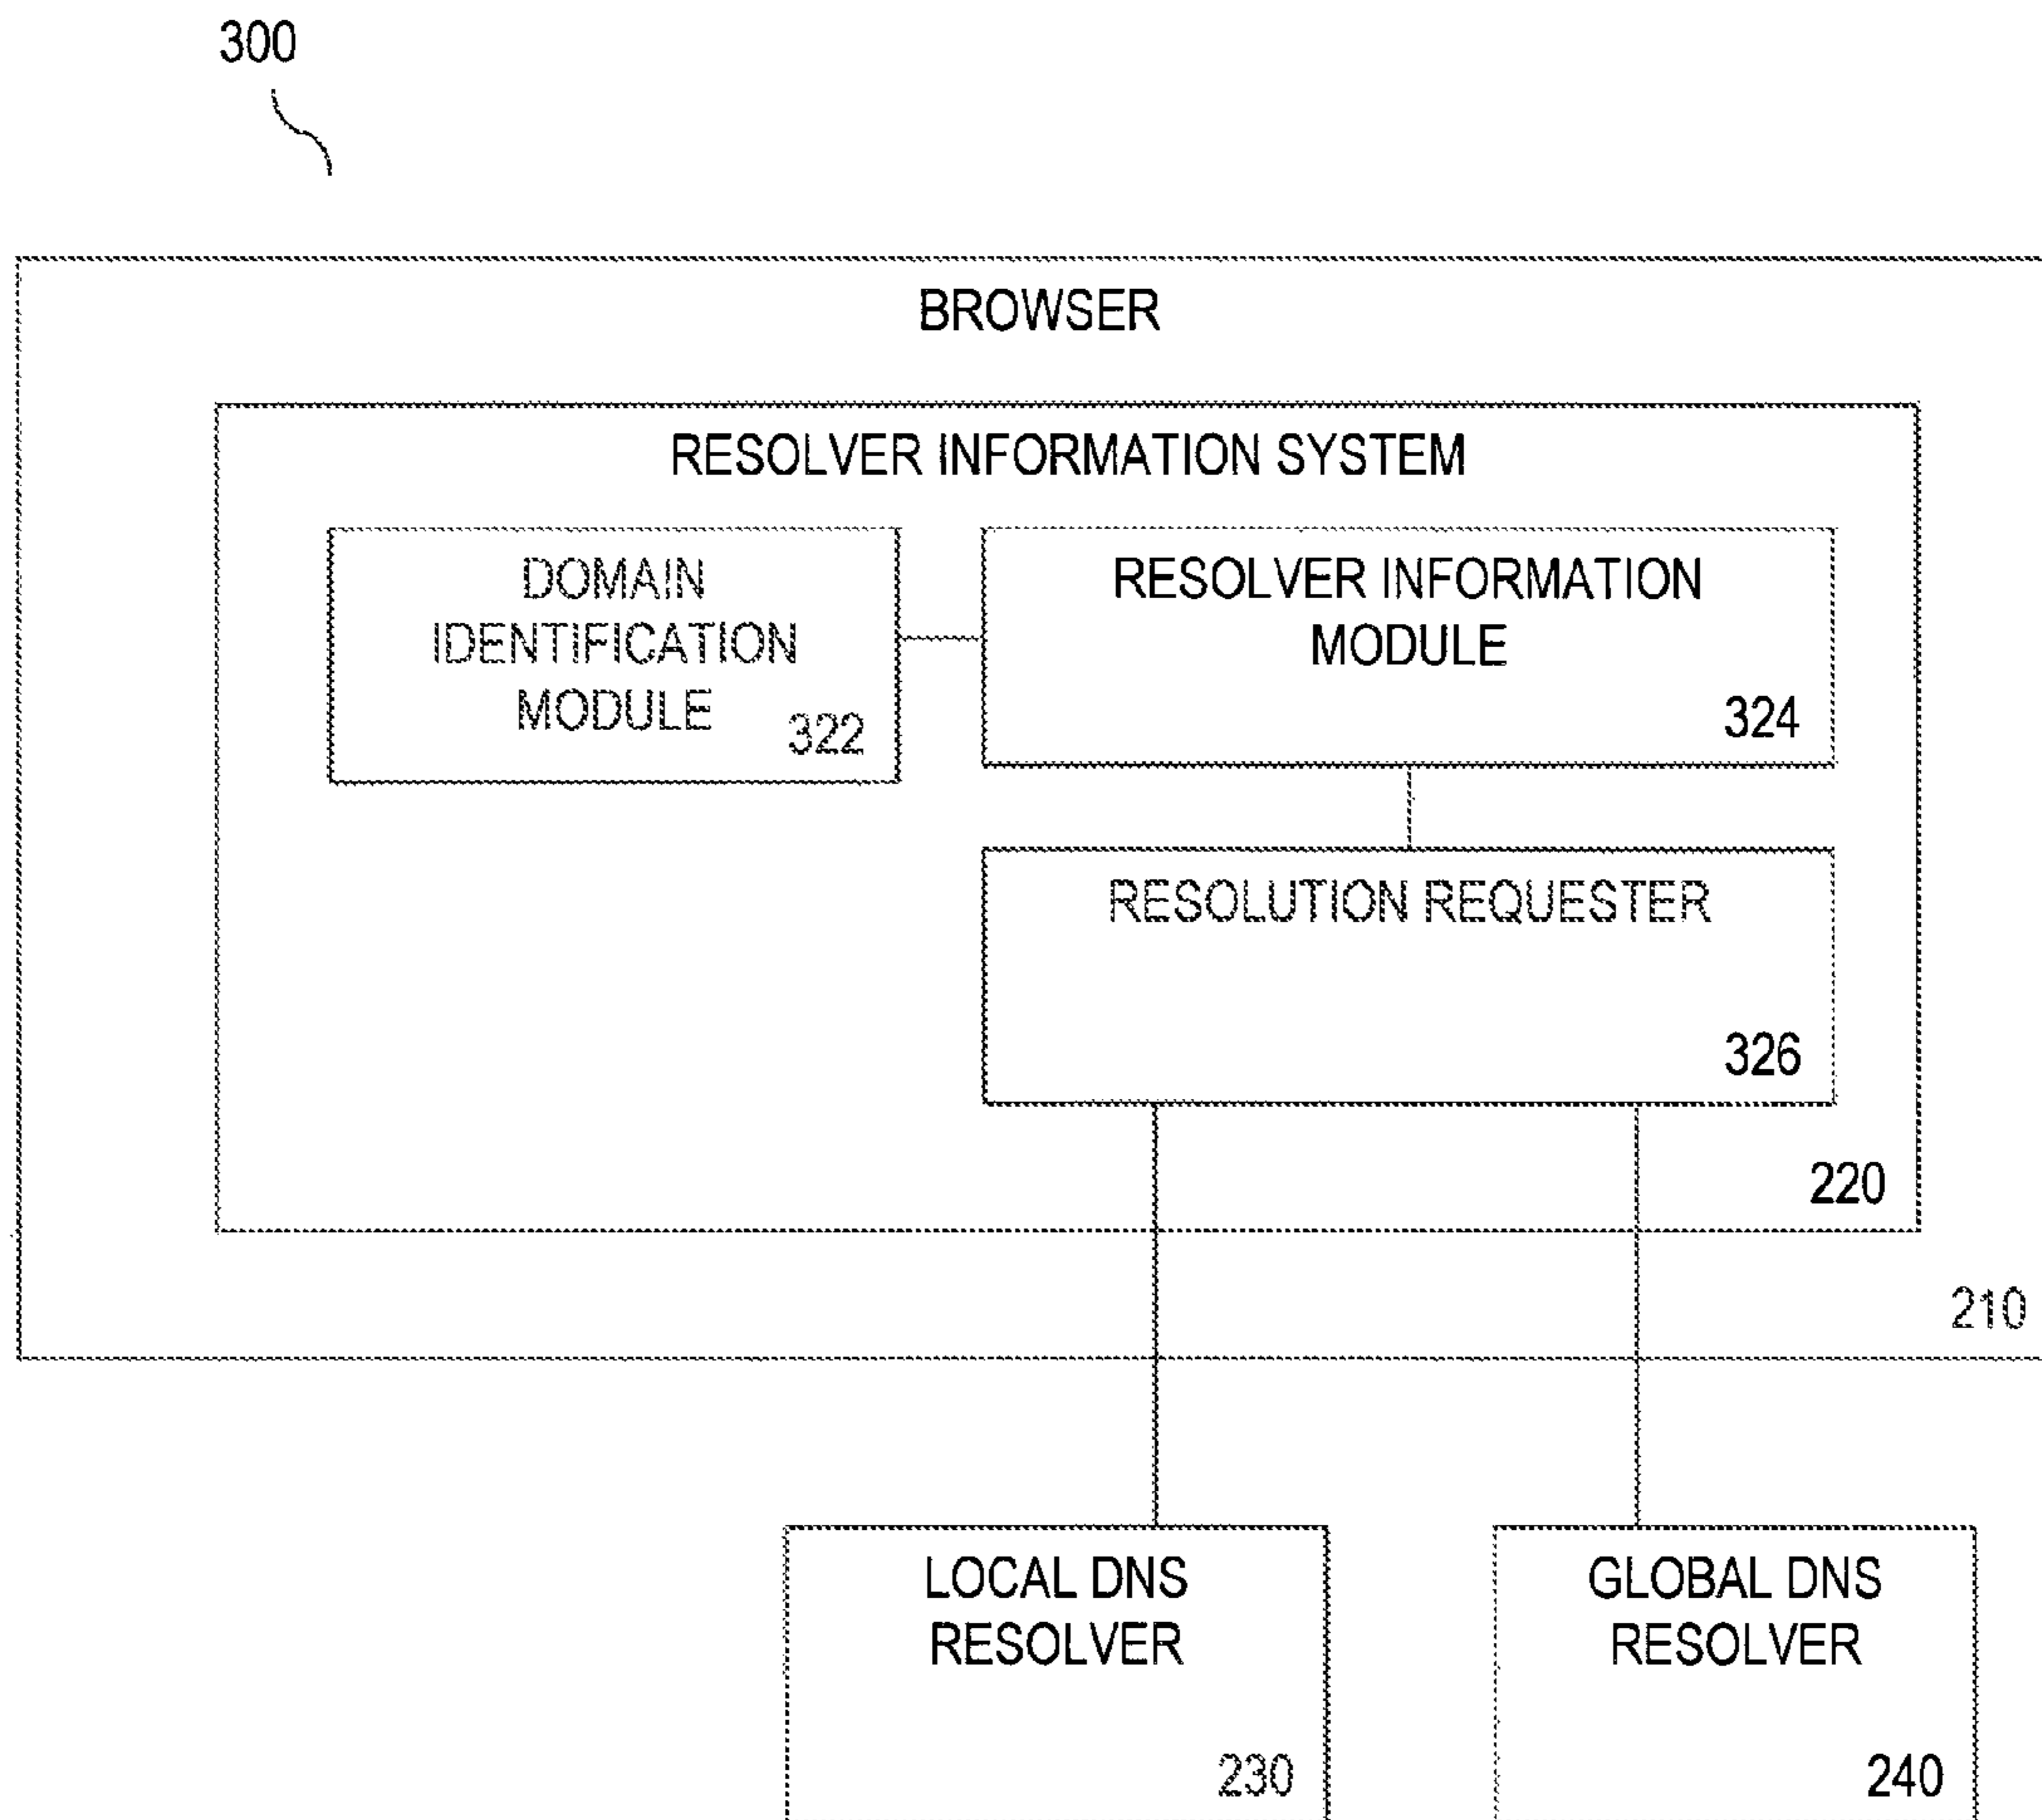 300
BROWSER
RESOLVER INFORMATION SYSTEM
DOMAIN
IDENTIFICATION
MODULE
322
RESOLVER INFORMATION
MODULE
324
RESOLUTION REQUESTER
326
220
210
LOCAL DNS
RESOLVER
230
GLOBAL DNS
RESOLVER
240